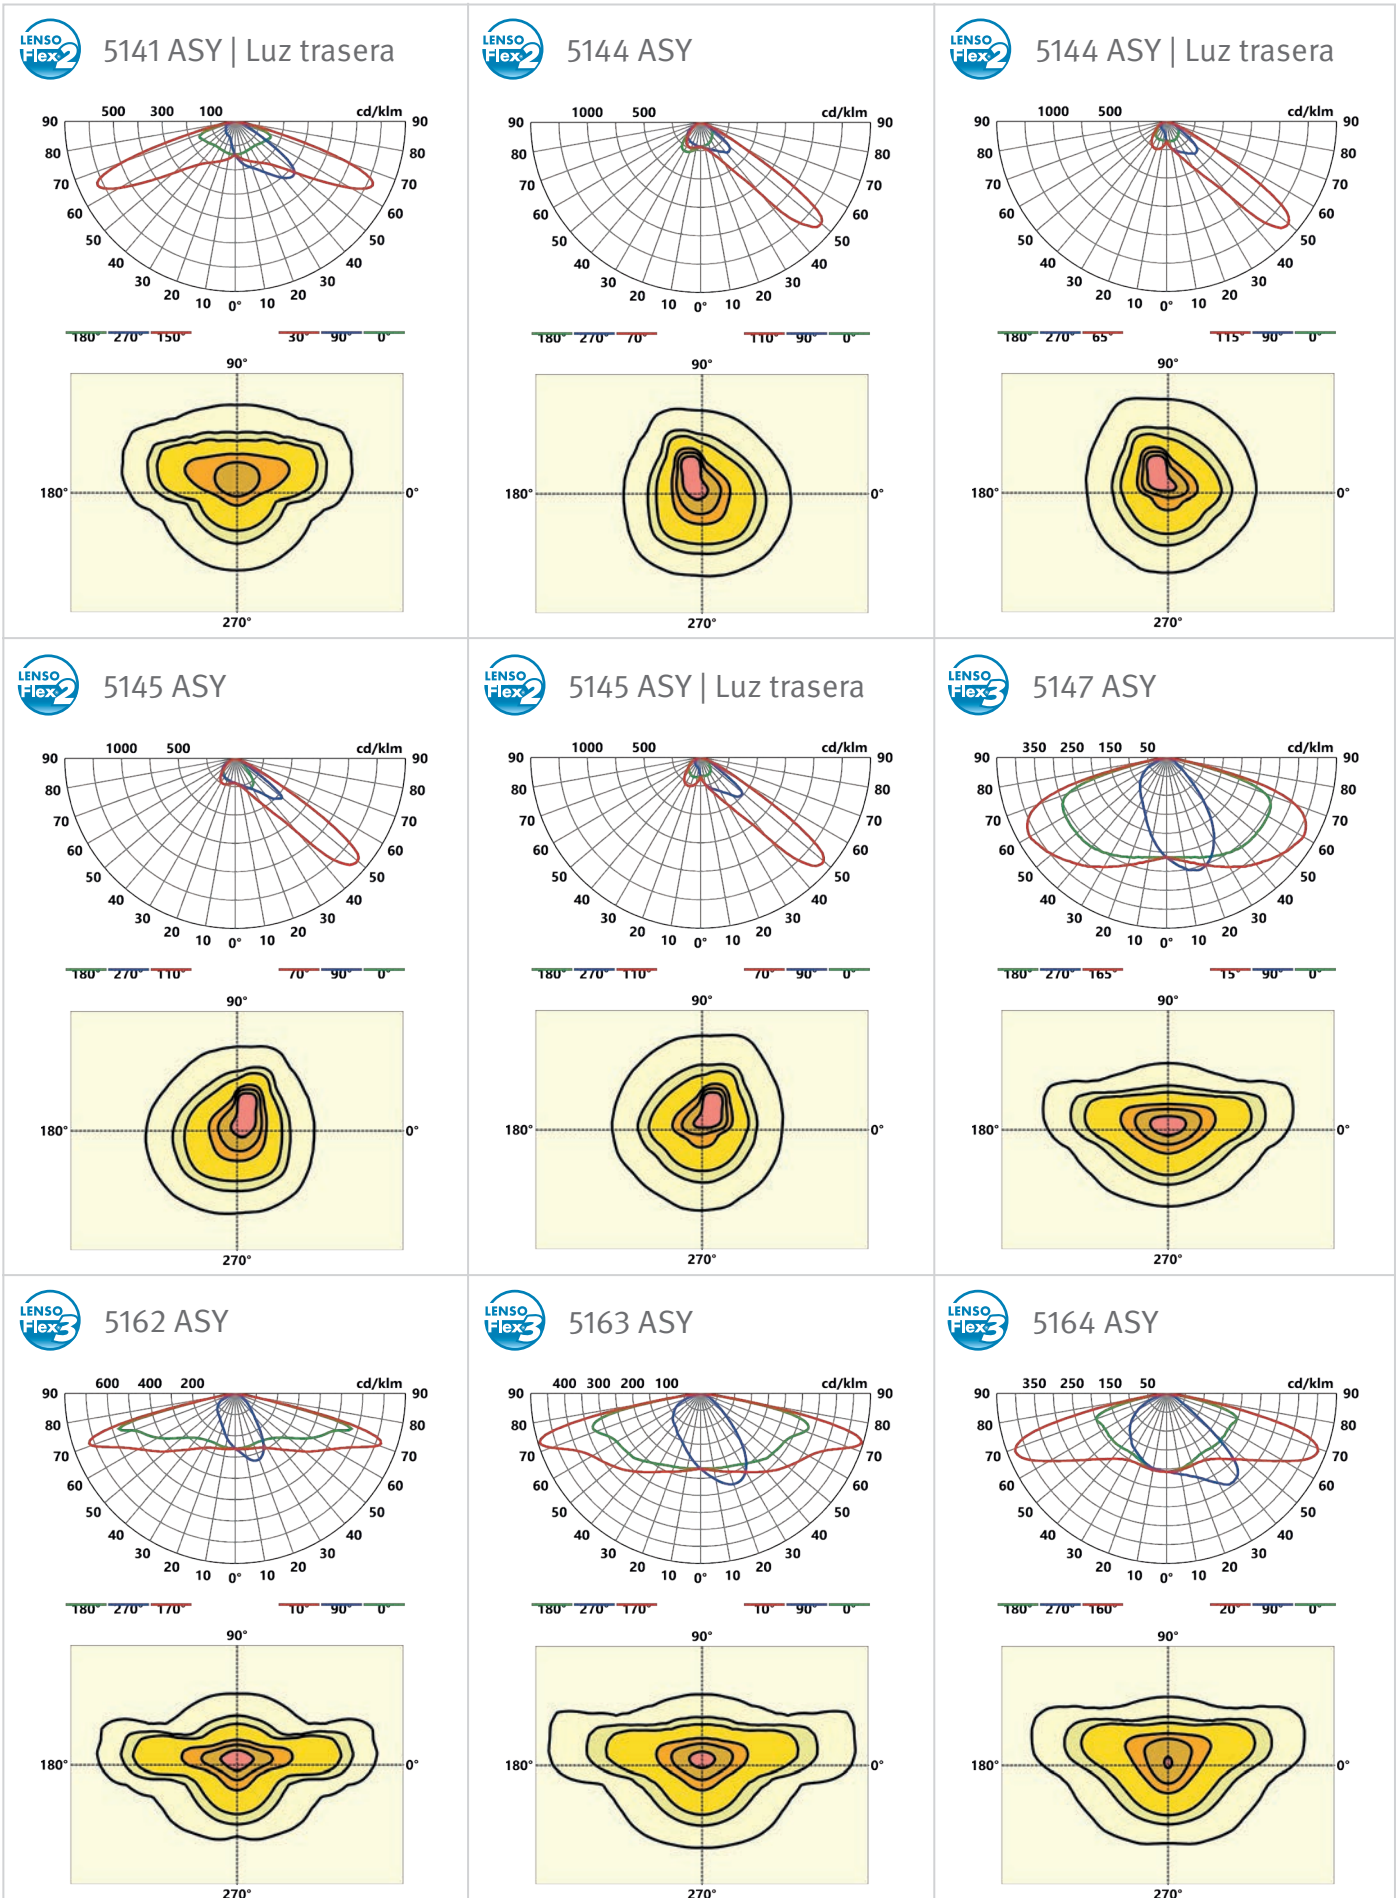 LENSO Flex2 5141 ASY | Luz trasera
500 300 100 cd/klm
90 90
80 80
70 70
60 60
50 50
40 40
30 30
20 20
10 0° 10
180° 270° 150° 30° 90° 0°
90°
180° 0°
270°
LENSO Flex2 5144 ASY
1000 500 cd/klm
90 90
80 80
70 70
60 60
50 50
40 40
30 30
20 20
10 0° 10
180° 270° 70° 110° 90° 0°
90°
180° 0°
270°
LENSO Flex2 5144 ASY | Luz trasera
1000 500 cd/klm
90 90
80 80
70 70
60 60
50 50
40 40
30 30
20 20
10 0° 10
180° 270° 65° 115° 90° 0°
90°
180° 0°
270°
LENSO Flex2 5145 ASY
1000 500 cd/klm
90 90
80 80
70 70
60 60
50 50
40 40
30 30
20 20
10 0° 10
180° 270° 110° 70° 90° 0°
90°
180° 0°
270°
LENSO Flex2 5145 ASY | Luz trasera
1000 500 cd/klm
90 90
80 80
70 70
60 60
50 50
40 40
30 30
20 20
10 0° 10
180° 270° 110° 70° 90° 0°
90°
180° 0°
270°
LENSO Flex3 5147 ASY
350 250 150 50 cd/klm
90 90
80 80
70 70
60 60
50 50
40 40
30 30
20 20
10 0° 10
180° 270° 165° 15° 90° 0°
90°
180° 0°
270°
LENSO Flex3 5162 ASY
600 400 200 cd/klm
90 90
80 80
70 70
60 60
50 50
40 40
30 30
20 20
10 0° 10
180° 270° 170° 10° 90° 0°
90°
180° 0°
270°
LENSO Flex3 5163 ASY
400 300 200 100 cd/klm
90 90
80 80
70 70
60 60
50 50
40 40
30 30
20 20
10 0° 10
180° 270° 170° 10° 90° 0°
90°
180° 0°
270°
LENSO Flex3 5164 ASY
350 250 150 50 cd/klm
90 90
80 80
70 70
60 60
50 50
40 40
30 30
20 20
10 0° 10
180° 270° 160° 20° 90° 0°
90°
180° 0°
270°